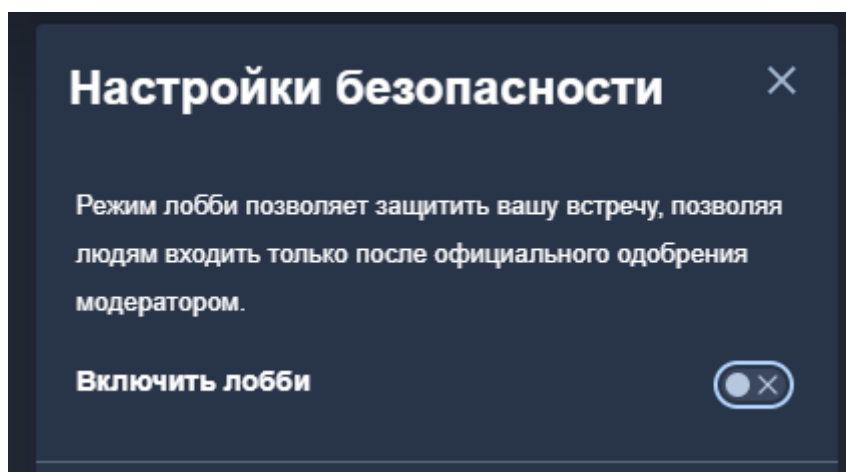 Настройки безопасности
Режим лобби позволяет защитить вашу встречу, позволяя
людям входить только после официального одобрения
модератором.
Включить лобби